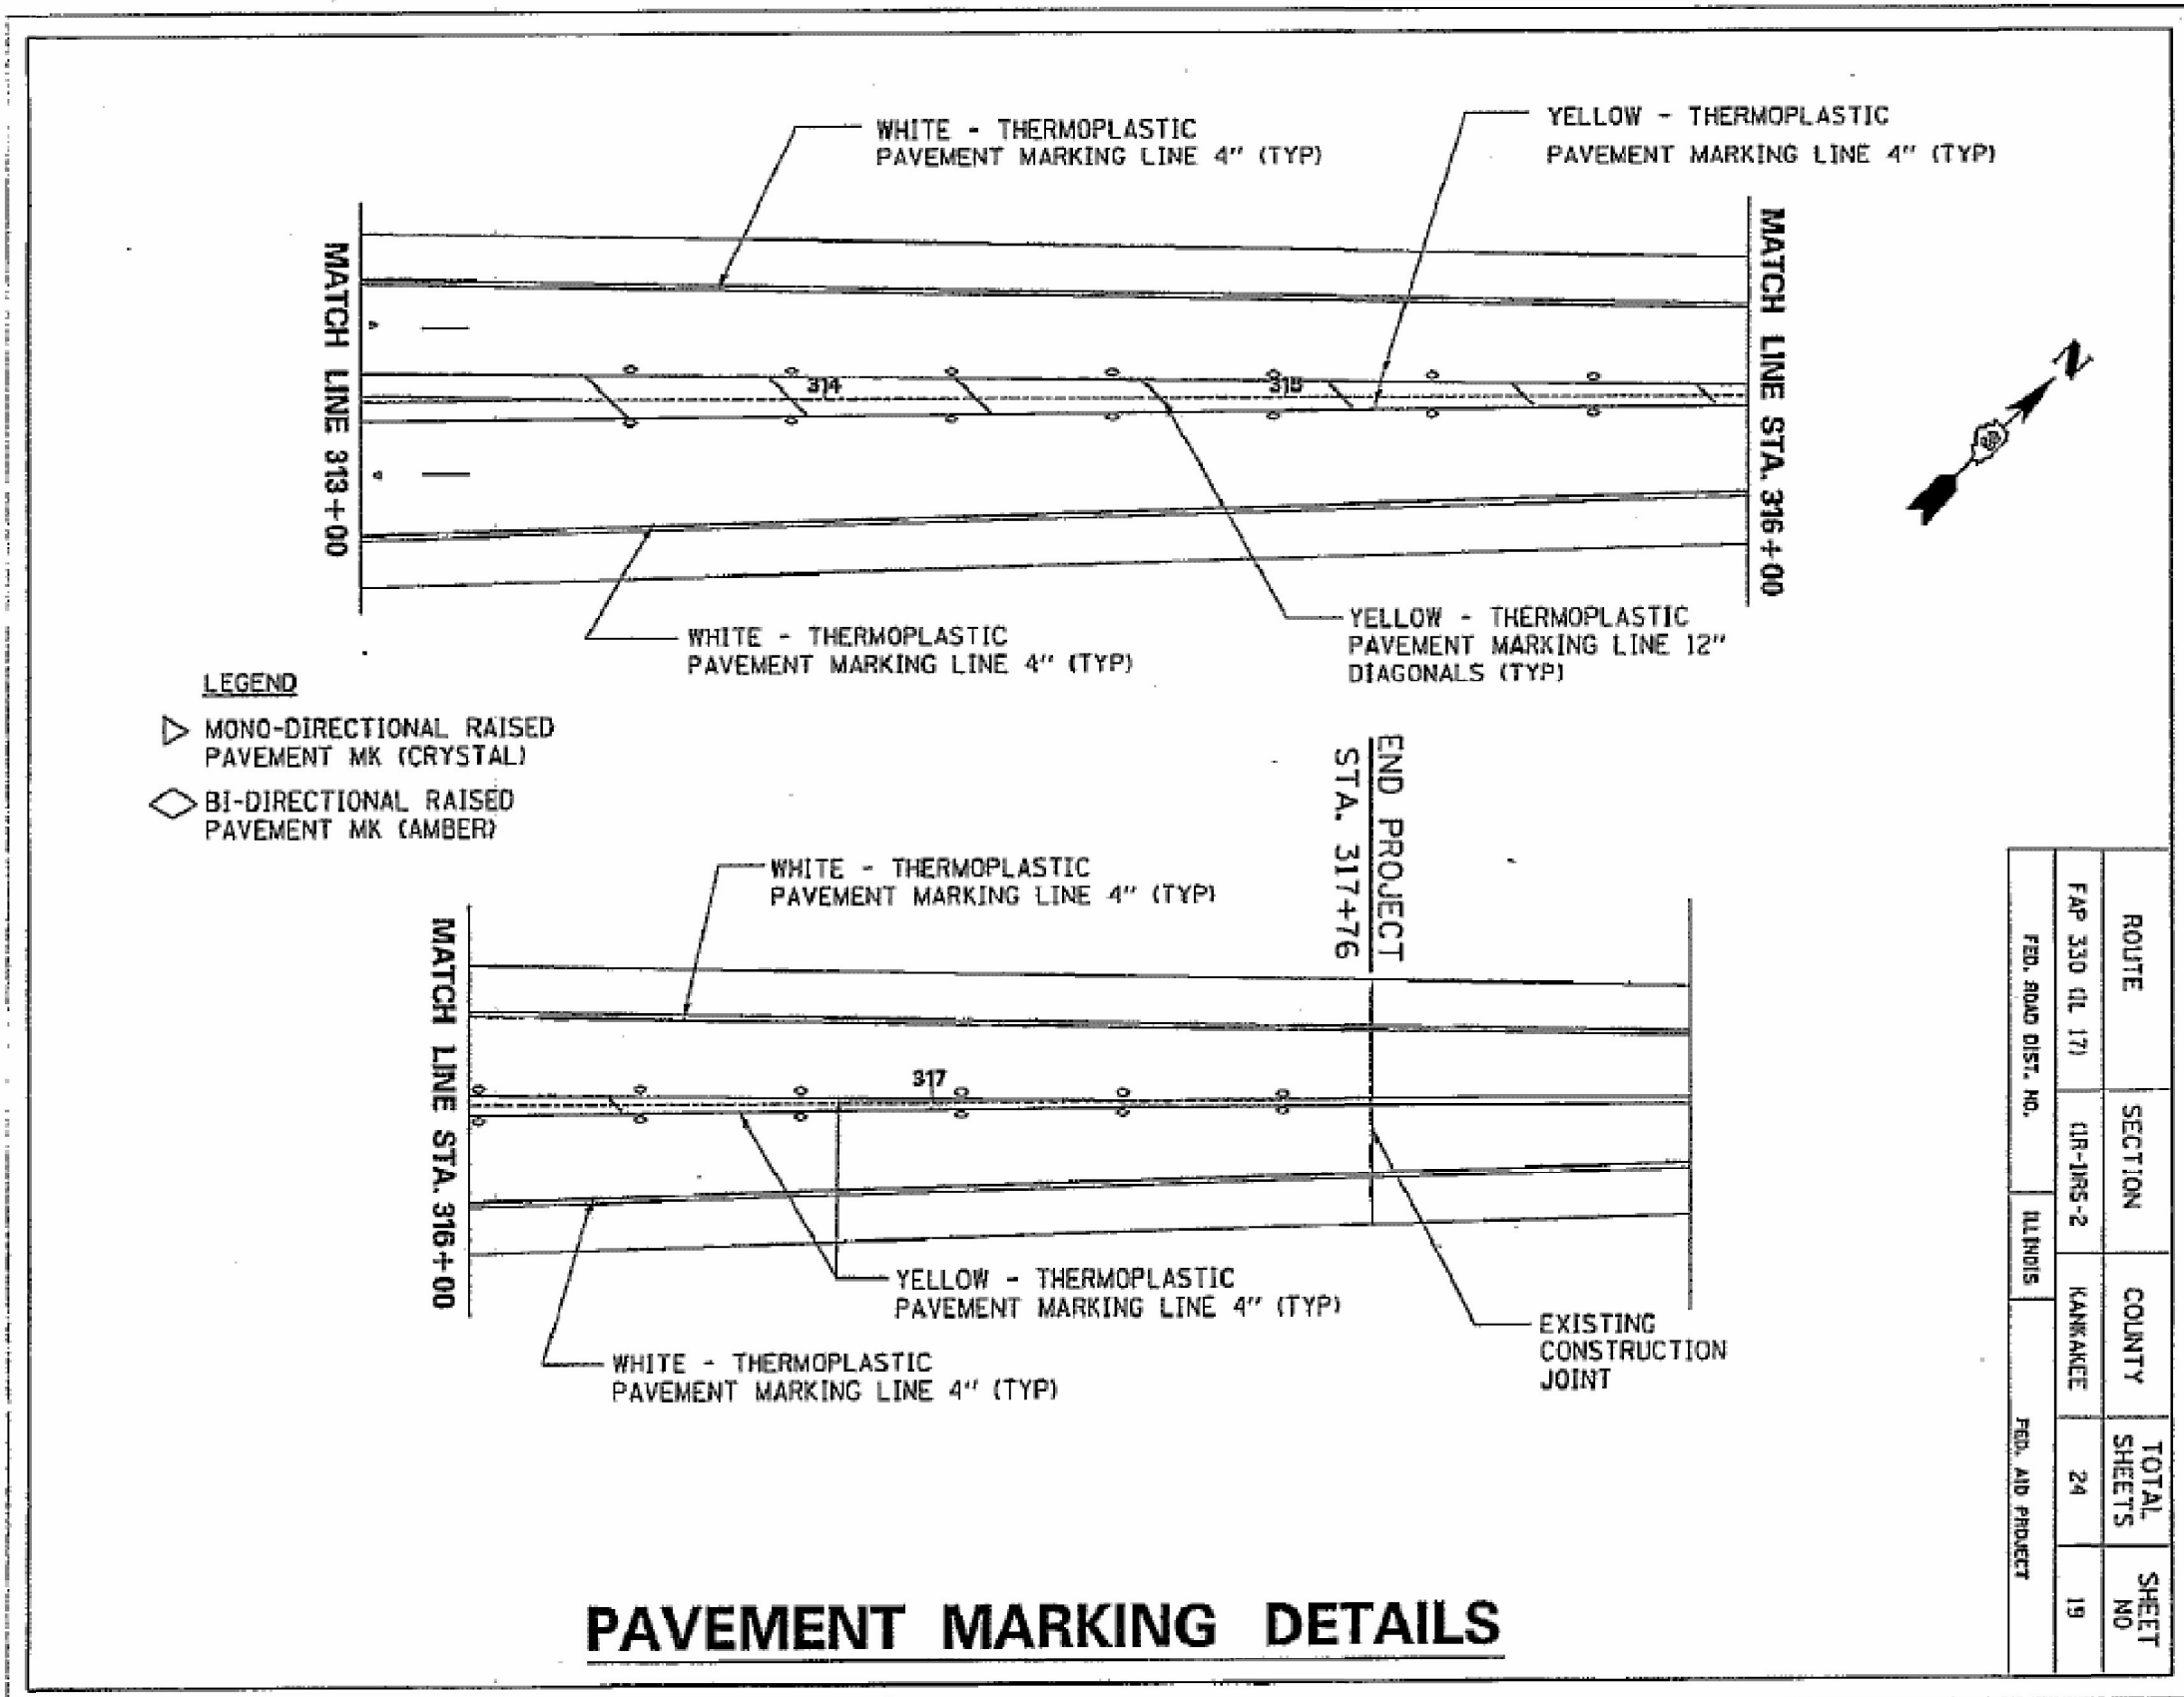 WHITE - THERMOPLASTIC
PAVEMENT MARKING LINE 4" (TYP)
YELLOW - THERMOPLASTIC
PAVEMENT MARKING LINE 4" (TYP)
MATCH LINE 313+00
314
315
MATCH LINE STA. 316+00
N
WHITE - THERMOPLASTIC
PAVEMENT MARKING LINE 4" (TYP)
YELLOW - THERMOPLASTIC
PAVEMENT MARKING LINE 12"
DIAGONALS (TYP)
LEGEND
MONO-DIRECTIONAL RAISED
PAVEMENT MK (CRYSTAL)
BI-DIRECTIONAL RAISED
PAVEMENT MK (AMBER)
END PROJECT
STA. 317+76
WHITE - THERMOPLASTIC
PAVEMENT MARKING LINE 4" (TYP)
MATCH LINE STA. 316+00
317
YELLOW - THERMOPLASTIC
PAVEMENT MARKING LINE 4" (TYP)
WHITE - THERMOPLASTIC
PAVEMENT MARKING LINE 4" (TYP)
EXISTING
CONSTRUCTION
JOINT
ROUTE
SECTION
COUNTY
TOTAL
SHEETS
SHEET
NO
FAP 330 (IL 17)
(1R-1)RS-2
KANKAKEE
24
19
FED. ROAD DIST. NO.
ILLINOIS
FED. AID PROJECT
PAVEMENT MARKING DETAILS